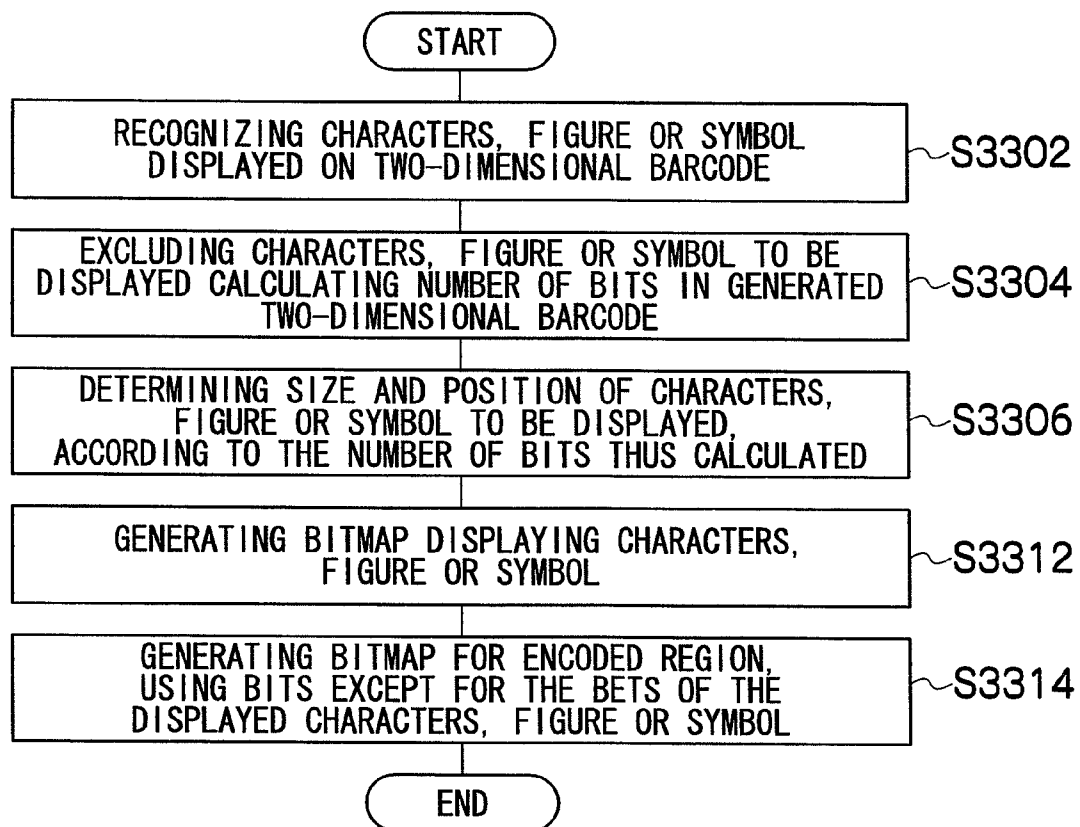 START
RECOGNIZING CHARACTERS, FIGURE OR SYMBOL
DISPLAYED ON TWO-DIMENSIONAL BARCODE
S3302
EXCLUDING CHARACTERS, FIGURE OR SYMBOL TO BE
DISPLAYED CALCULATING NUMBER OF BITS IN GENERATED
TWO-DIMENSIONAL BARCODE
S3304
DETERMINING SIZE AND POSITION OF CHARACTERS,
FIGURE OR SYMBOL TO BE DISPLAYED,
ACCORDING TO THE NUMBER OF BITS THUS CALCULATED
S3306
GENERATING BITMAP DISPLAYING CHARACTERS,
FIGURE OR SYMBOL
S3312
GENERATING BITMAP FOR ENCODED REGION,
USING BITS EXCEPT FOR THE BETS OF THE
DISPLAYED CHARACTERS, FIGURE OR SYMBOL
S3314
END